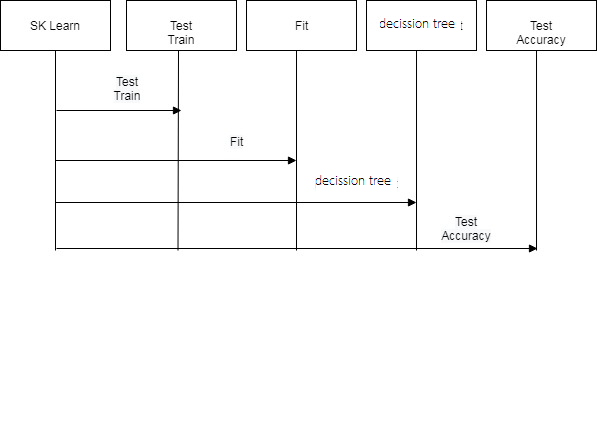 SK Learn
Test
Train
Fit
decission tree
Test
Accuracy
Test
Train
Fit
decission tree
Test
Accuracy